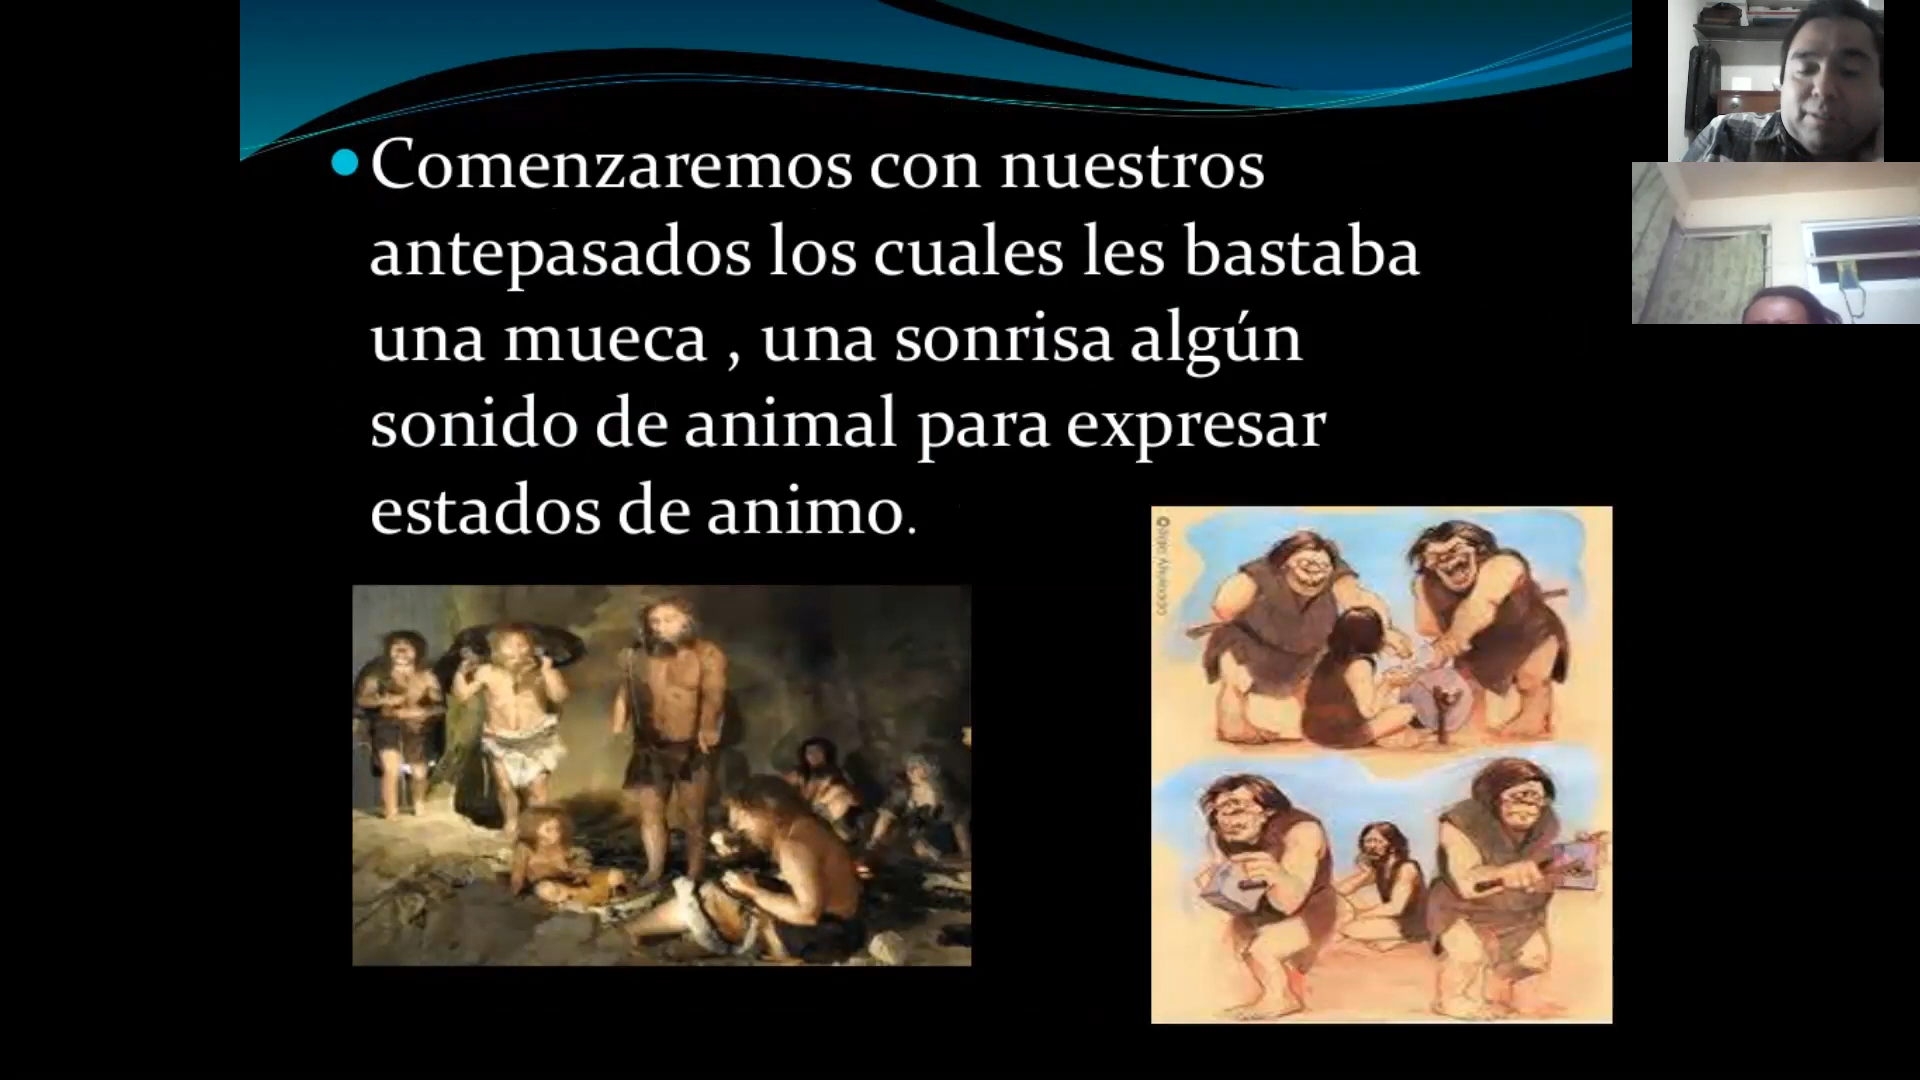 Comenzaremos con nuestros
antepasados los cuales les bastaba
una mueca , una sonrisa algún
sonido de animal para expresar
estados de animo.